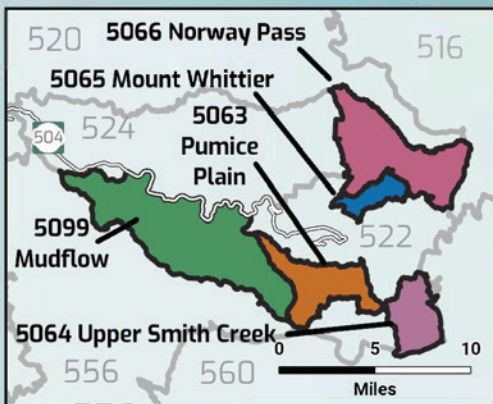 520
5066 Norway Pass
516
5065 Mount Whittier
504
524
5063
Pumice
Plain
5099
Mudflow
522
5064 Upper Smith Creek
0 5 10
Miles
556
560